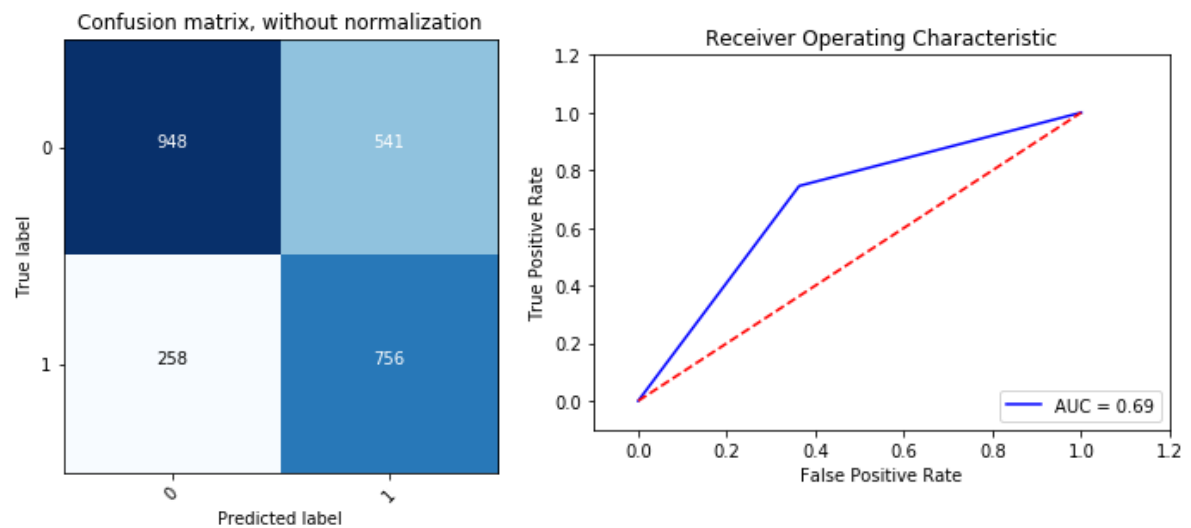 Confusion matrix, without normalization
0
948
541
True label
1
258
756
0
1
Predicted label
Receiver Operating Characteristic
1.2
1.0
0.8
0.6
0.4
0.2
0.0
True Positive Rate
AUC = 0.69
0.0 0.2 0.4 0.6 0.8 1.0 1.2
False Positive Rate